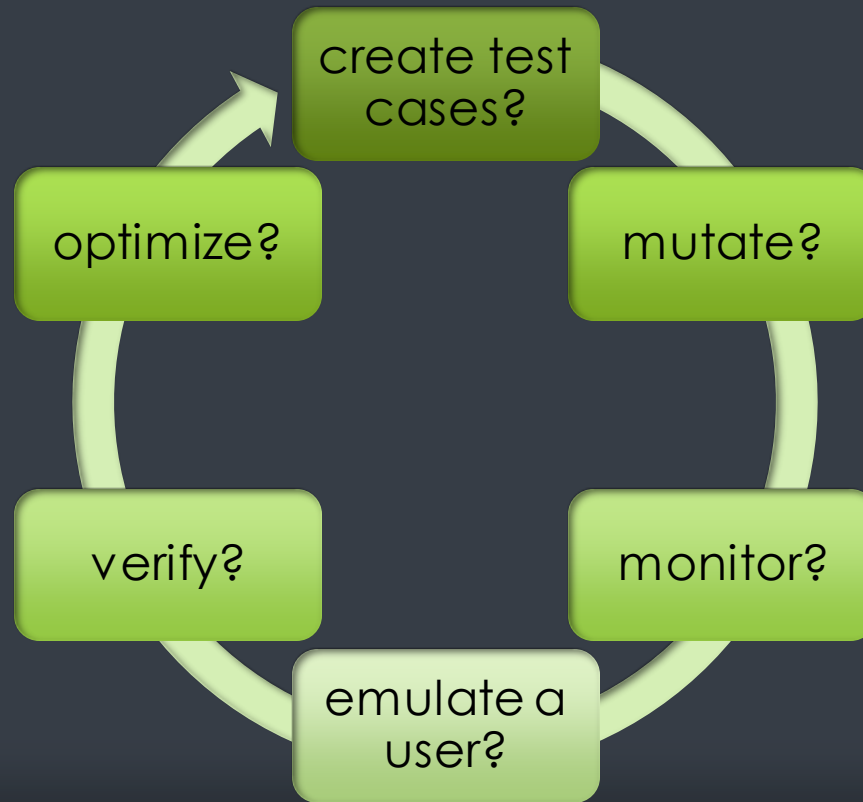 create test
cases?
mutate?
monitor?
emulate a
user?
verify?
optimize?